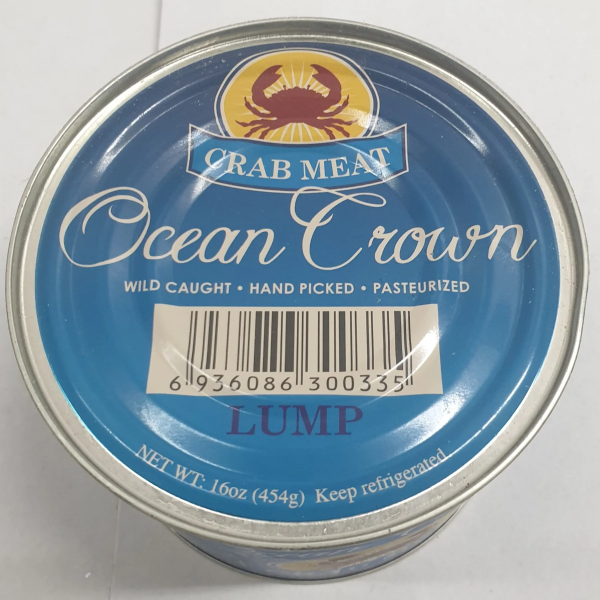 CRAB MEAT
Ocean Crown
WILD CAUGHT • HAND PICKED • PASTEURIZED
6 936086 300335
LUMP
NET WT: 16oz (454g) Keep refrigerated